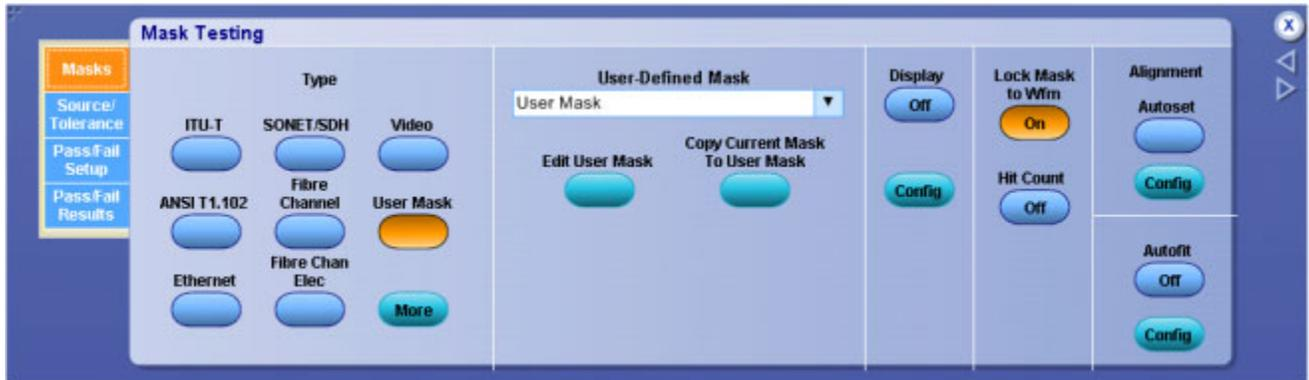 Mask Testing
X
Masks
Source/
Tolerance
Pass/Fail
Setup
Pass/Fail
Results
Type
ITU-T
SONET/SDH
Video
ANSI T1.102
Fibre
Channel
User Mask
Ethernet
Fibre Chan
Elec
More
User-Defined Mask
User Mask
Edit User Mask
Copy Current Mask
To User Mask
Display
Off
Config
Lock Mask
to Wfm
On
Hit Count
Off
Alignment
Autoset
Config
Autofit
Off
Config